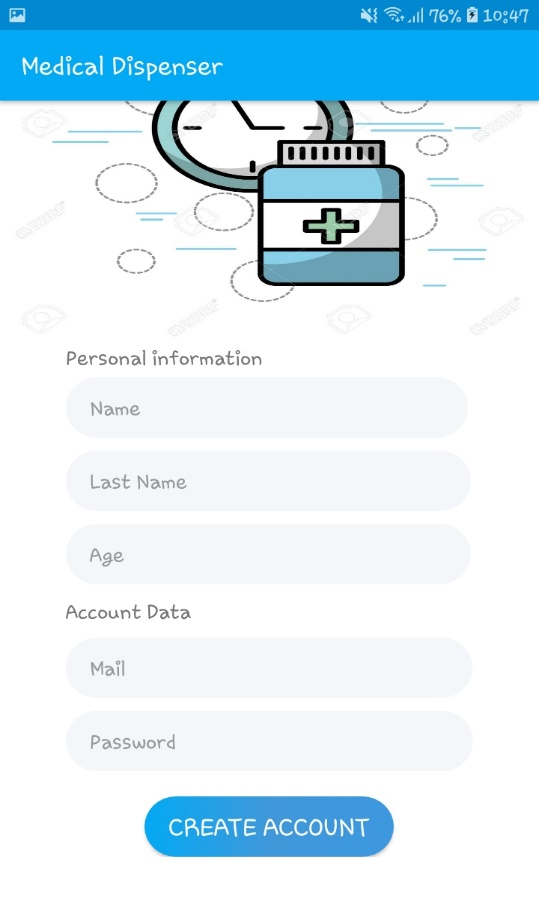 76% 10:47
Medical Dispenser
Personal information
Name
Last Name
Age
Account Data
Mail
Password
CREATE ACCOUNT